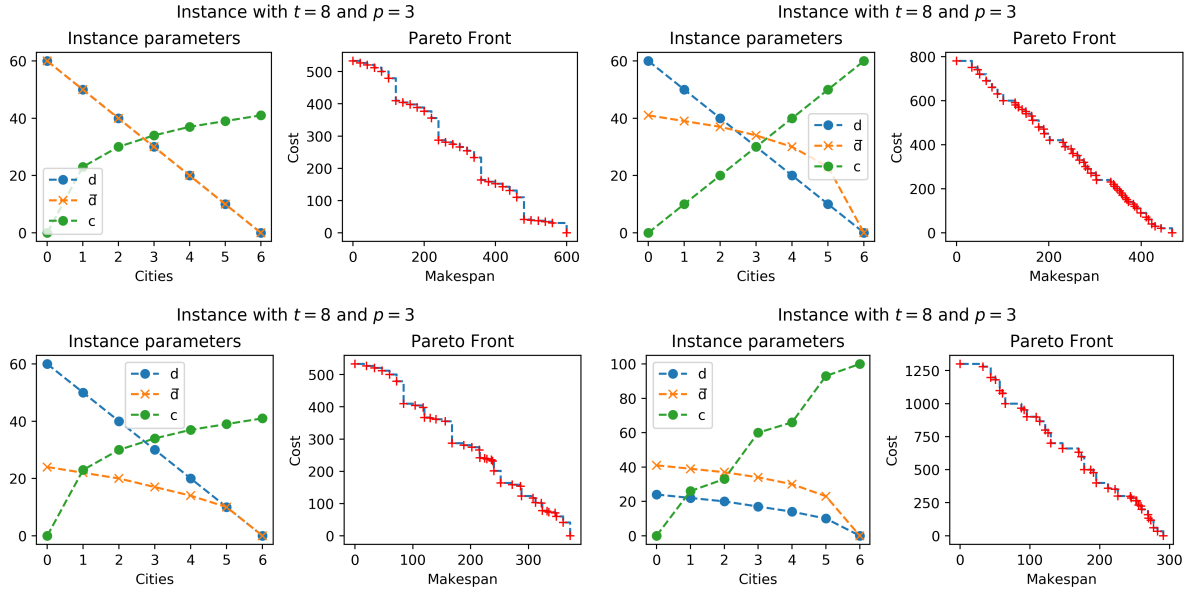 Instance with t = 8 and p = 3
Instance parameters
60
40
20
0
d
d̄
c
0 1 2 3 4 5 6
Cities
Pareto Front
Cost
500
400
300
200
100
0
0 200 400 600
Makespan
Instance with t = 8 and p = 3
Instance parameters
60
40
20
0
d
d̄
c
0 1 2 3 4 5 6
Cities
Pareto Front
Cost
800
600
400
200
0
0 200 400
Makespan
Instance with t = 8 and p = 3
Instance parameters
60
40
20
0
d
d̄
c
0 1 2 3 4 5 6
Cities
Pareto Front
Cost
500
400
300
200
100
0
0 100 200 300
Makespan
Instance with t = 8 and p = 3
Instance parameters
100
80
60
40
20
0
d
d̄
c
0 1 2 3 4 5 6
Cities
Pareto Front
Cost
1250
1000
750
500
250
0
0 100 200 300
Makespan